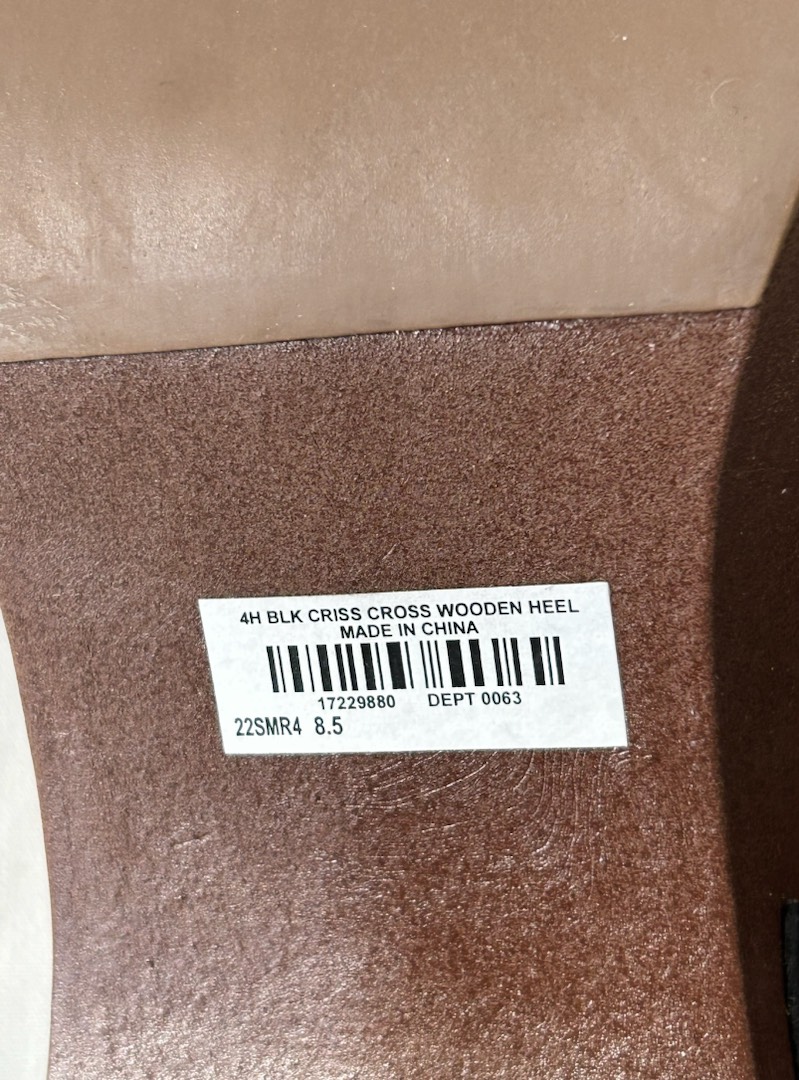 4H BLK CRISS CROSS WOODEN HEEL
MADE IN CHINA
17229880 DEPT 0063
22SMR4 8.5